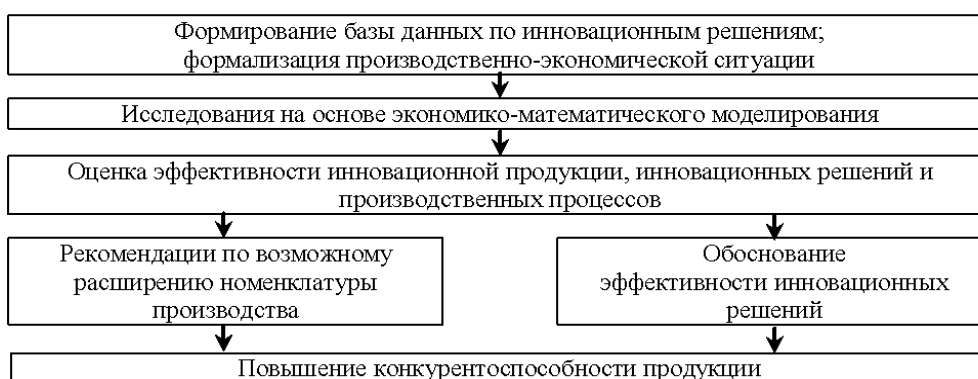 Формирование базы данных по инновационным решениям;
формализация производственно-экономической ситуации
Исследования на основе экономико-математического моделирования
Оценка эффективности инновационной продукции, инновационных решений и
производственных процессов
Рекомендации по возможному
расширению номенклатуры
производства
Обоснование
эффективности инновационных
решений
Повышение конкурентоспособности продукции